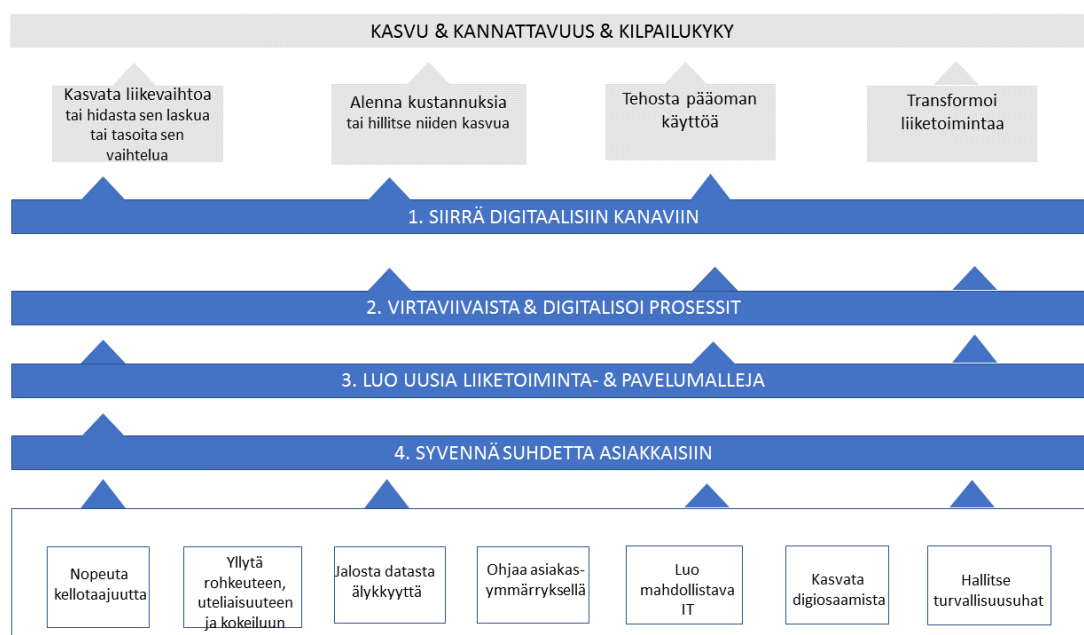 KASVU & KANNATTAVUUS & KILPAILUKYKY
Kasvata liikevaihtoa
tai hidasta sen laskua
tai tasoita sen
vaihtelua
Alenna kustannuksia
tai hillitse niiden kasvua
Tehosta pääoman
käyttöä
Transformoi
liiketoimintaa
1. SIIRRÄ DIGITAALISIIN KANAVIIN
2. VIRTAVIIVAISTA & DIGITALISOI PROSESSIT
3. LUO UUSIA LIIKETOIMINTA- & PAVELUMALLEJA
4. SYVENNÄ SUHDETTA ASIAKKAISIIN
Nopeuta
kellotaajuutta
Yllytä
rohkeuteen,
uteliaisuuteen
ja kokeiluun
Jalosta datasta
älykkyyttä
Ohjaa asiakas-
ymmärryksellä
Luo
mahdollistava
IT
Kasvata
digiosaamista
Hallitse
turvallisuusuhat